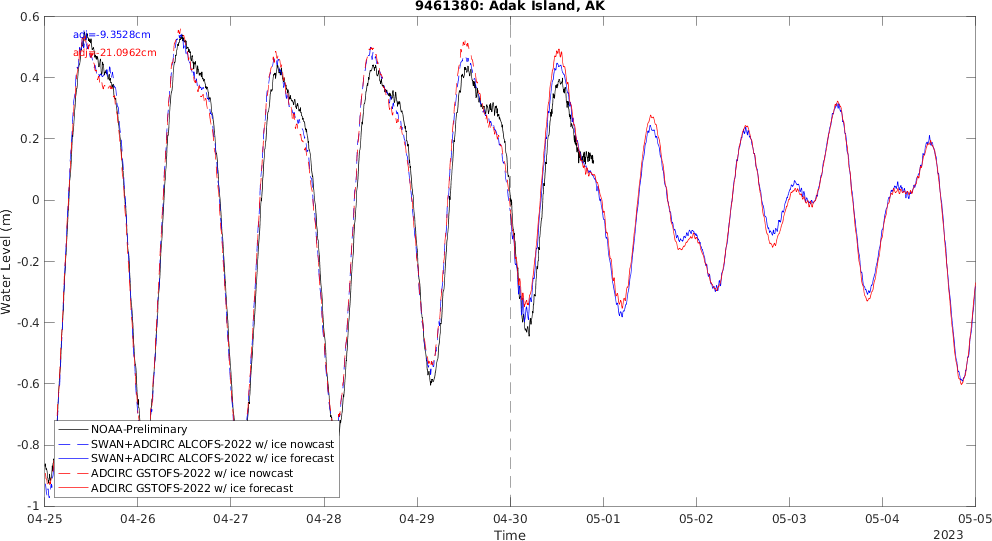 9461380: Adak Island, AK
adj=-9.3528cm
adj=-21.0962cm
0.6
0.4
0.2
0
-0.2
-0.4
-0.6
-0.8
-1
Water Level (m)
NOAA-Preliminary
SWAN+ADCIRC ALCOFS-2022 w/ ice nowcast
SWAN+ADCIRC ALCOFS-2022 w/ ice forecast
ADCIRC GSTOFS-2022 w/ ice nowcast
ADCIRC GSTOFS-2022 w/ ice forecast
04-25 04-26 04-27 04-28 04-29 04-30 05-01 05-02 05-03 05-04 05-05
Time
2023